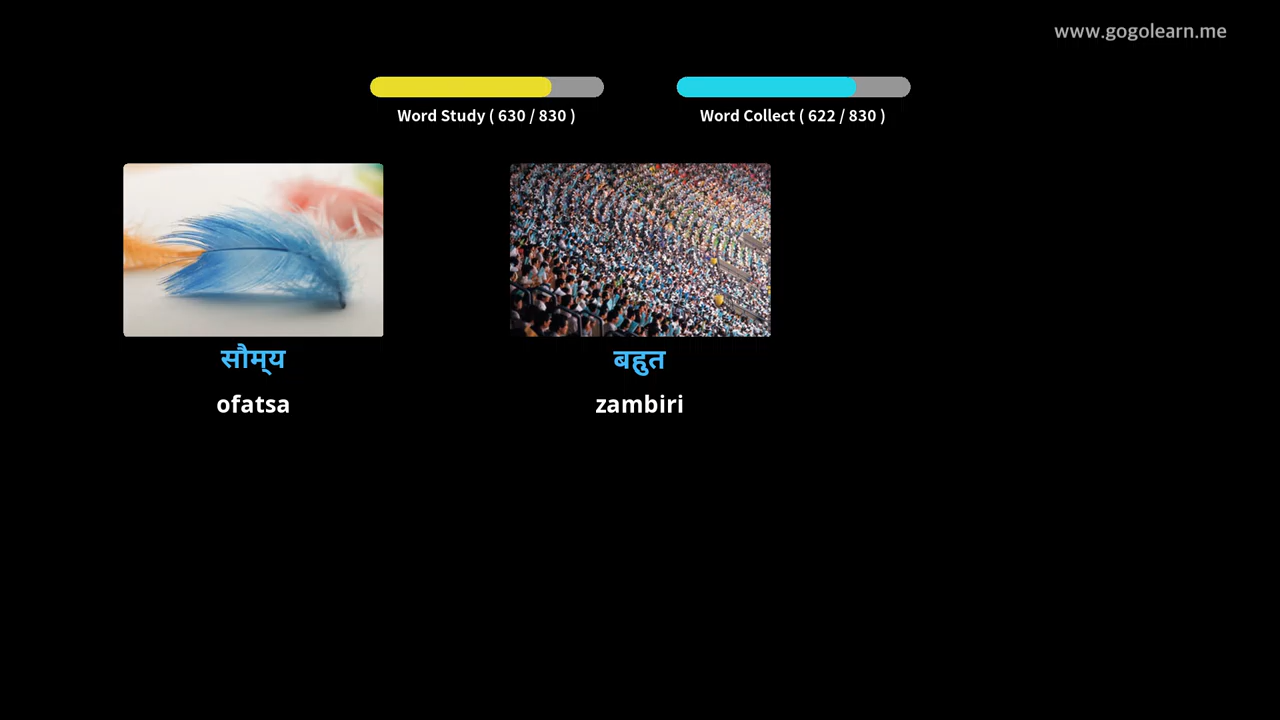 www.gogolearn.me
Word Study ( 630 / 830 )
Word Collect ( 622 / 830 )
सौम्य
बहुत
ofatsa
zambiri